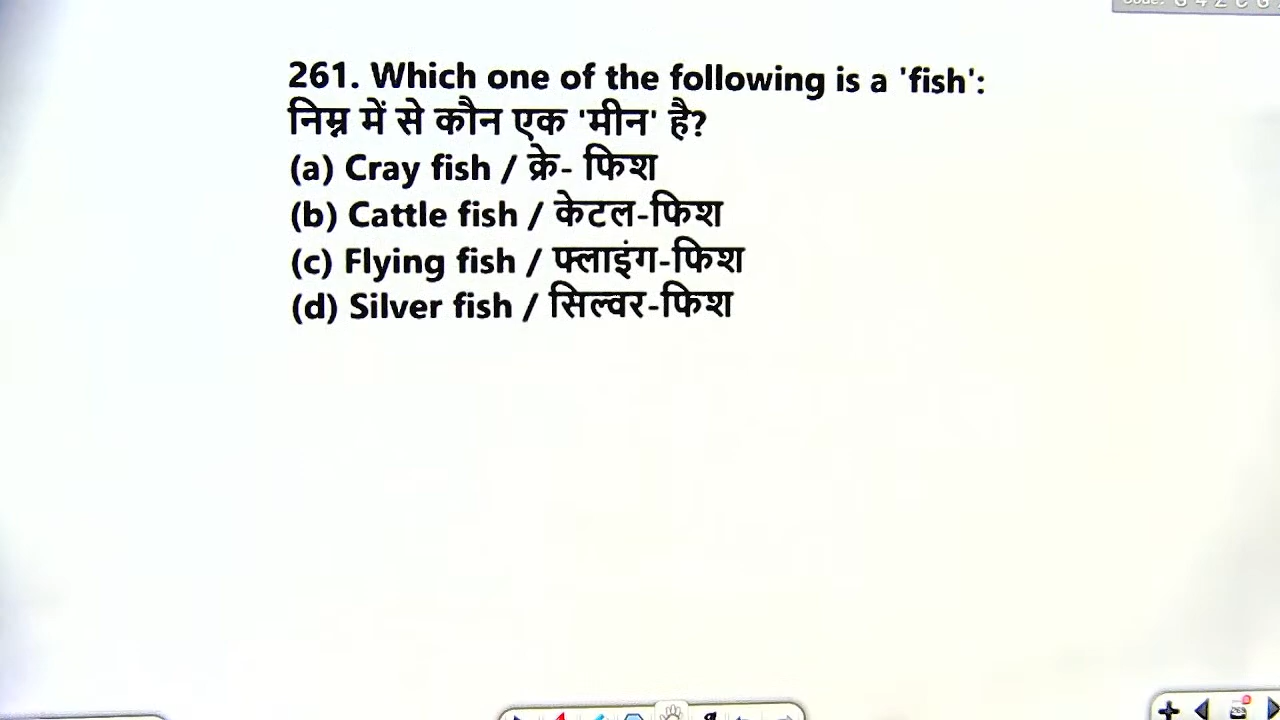 261. Which one of the following is a 'fish':
निम्न में से कौन एक 'मीन' है?
(a) Cray fish / क्रे- फिश
(b) Cattle fish / केटल-फिश
(c) Flying fish / फ्लाइंग-फिश
(d) Silver fish / सिल्वर-फिश